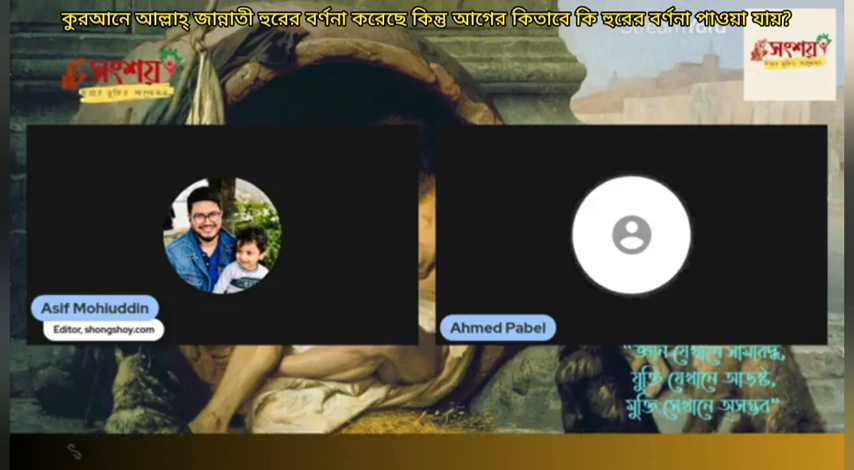 কুরআনে আল্লাহ্ জান্নাতী হুরের বর্ণনা করেছে কিন্তু আগের কিতাবে কি হুরের বর্ণনা পাওয়া যায়?
StreamYard
সংশয়
সংশয়
Asif Mohiuddin
Editor, shongshoy.com
Ahmed Pabel
"জ্ঞান যেখানে সীমাবদ্ধ,
যুক্তি যেখানে আড়ষ্ট,
মুক্তি সেখানে অসম্ভব"